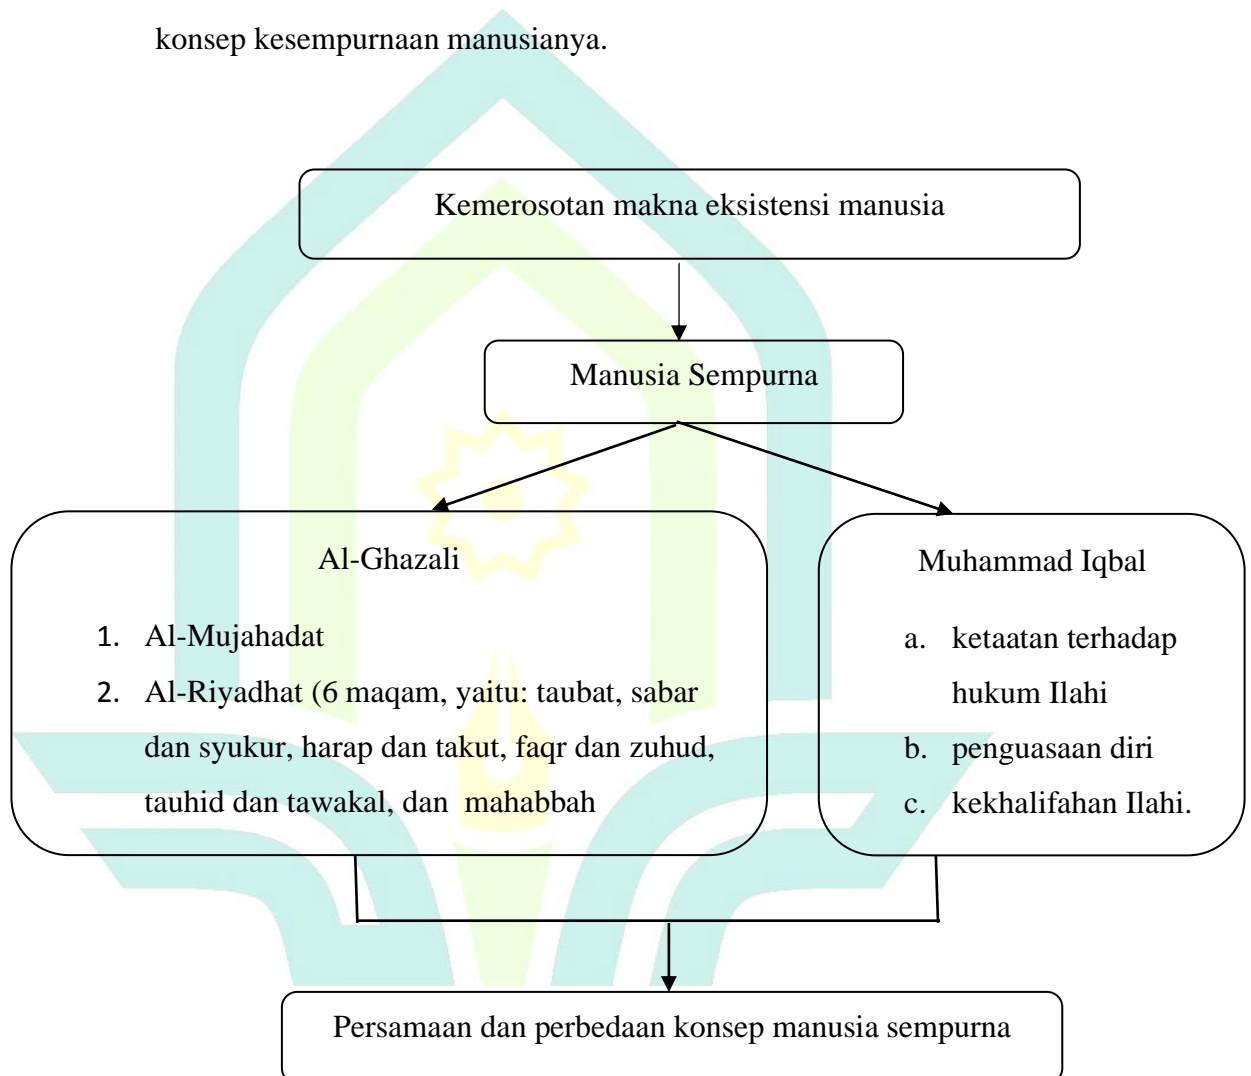 konsep kesempurnaan manusianya.
Kemerosotan makna eksistensi manusia
Manusia Sempurna
Al-Ghazali
1. Al-Mujahadat
2. Al-Riyadhat (6 maqam, yaitu: taubat, sabar
dan syukur, harap dan takut, faqr dan zuhud,
tauhid dan tawakal, dan mahabbah
Muhammad Iqbal
a. ketaatan terhadap
hukum Ilahi
b. penguasaan diri
c. kekhalifahan Ilahi.
Persamaan dan perbedaan konsep manusia sempurna